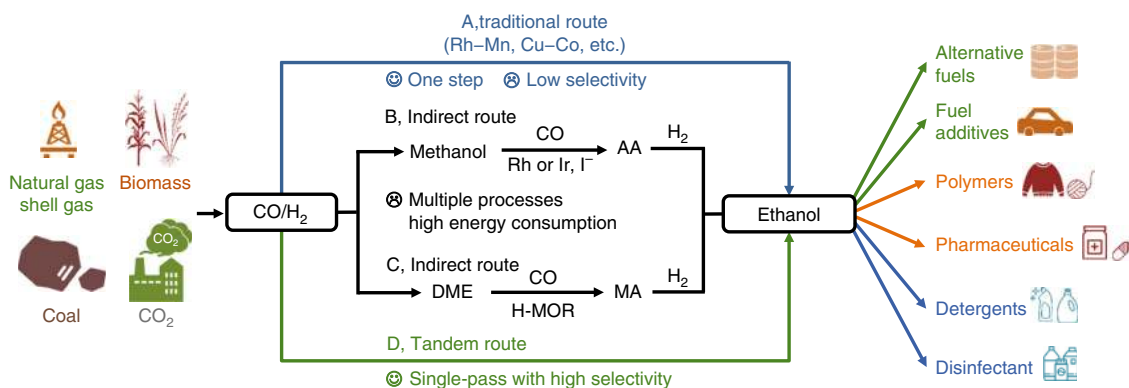 A,traditional route
(Rh–Mn, Cu–Co, etc.)
One step
Low selectivity
Natural gas
shell gas
Biomass
Coal
CO₂
CO₂
CO/H₂
B, Indirect route
Methanol
CO
Rh or Ir, I⁻
AA
H₂
Multiple processes
high energy consumption
C, Indirect route
DME
CO
H-MOR
MA
H₂
D, Tandem route
Single-pass with high selectivity
Ethanol
Alternative
fuels
Fuel
additives
Polymers
Pharmaceuticals
Detergents
Disinfectant